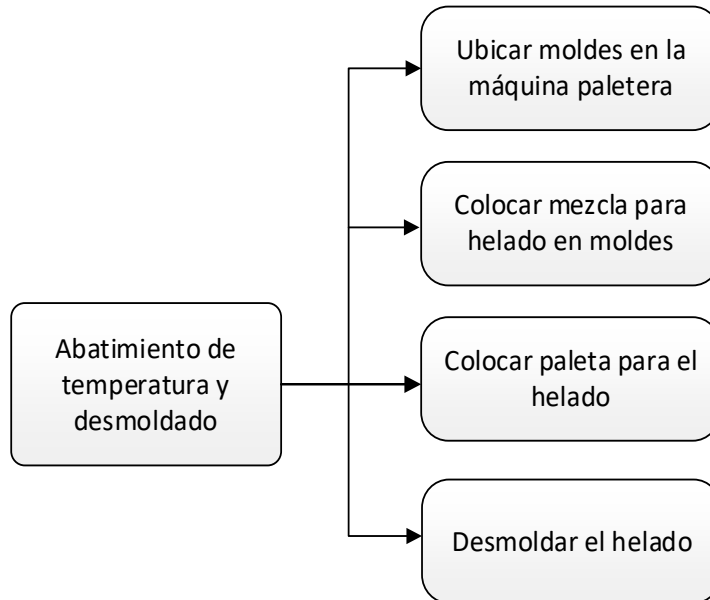 Ubicar moldes en la
máquina paletera
Colocar mezcla para
helado en moldes
Abatimiento de
temperatura y
desmoldado
Colocar paleta para el
helado
Desmoldar el helado